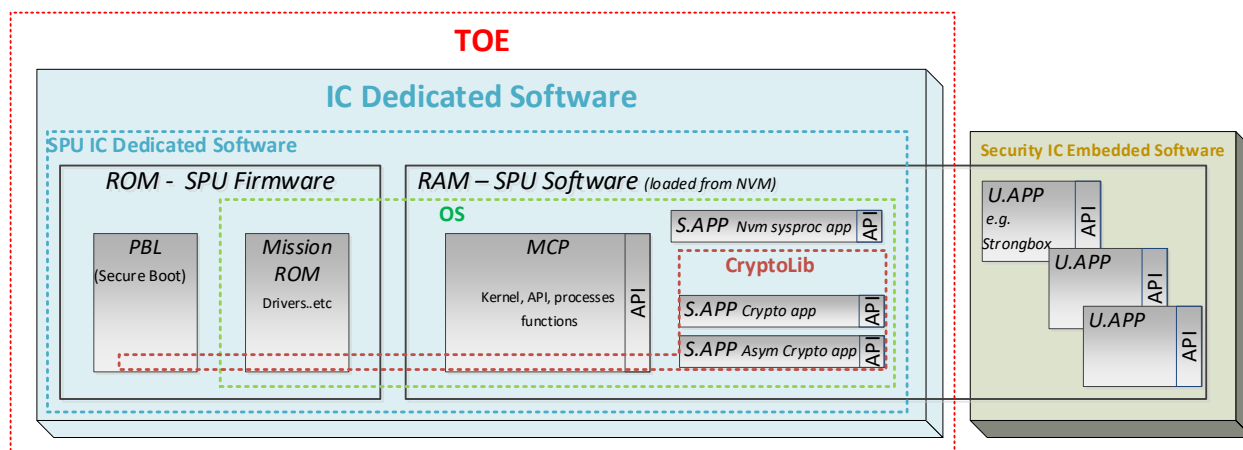 TOE
IC Dedicated Software
SPU IC Dedicated Software
ROM - SPU Firmware
PBL
(Secure Boot)
Mission
ROM
Drivers..etc
RAM – SPU Software (loaded from NVM)
OS
MCP
Kernel, API, processes
functions
API
S.APP Nvm sysproc app
API
CryptoLib
S.APP Crypto app
API
S.APP Asym Crypto app
API
Security IC Embedded Software
U.APP
e.g.
Strongbox
API
U.APP
API
U.APP
API